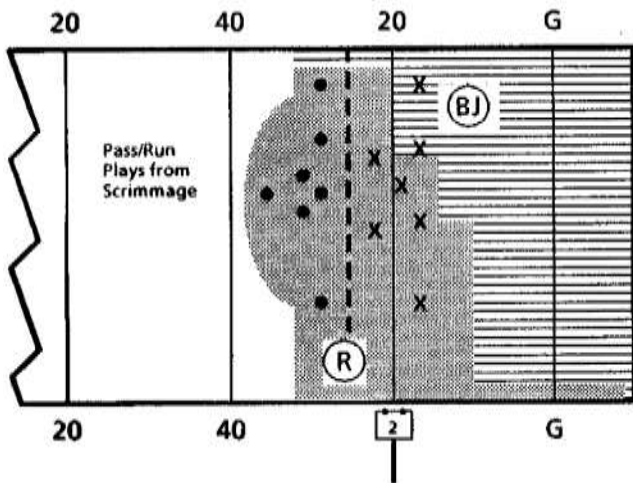 20 40 20 G
X
BJ
Pass/Run
Plays from
Scrimmage
X
X
X
X
X
X
R
20 40 2 G